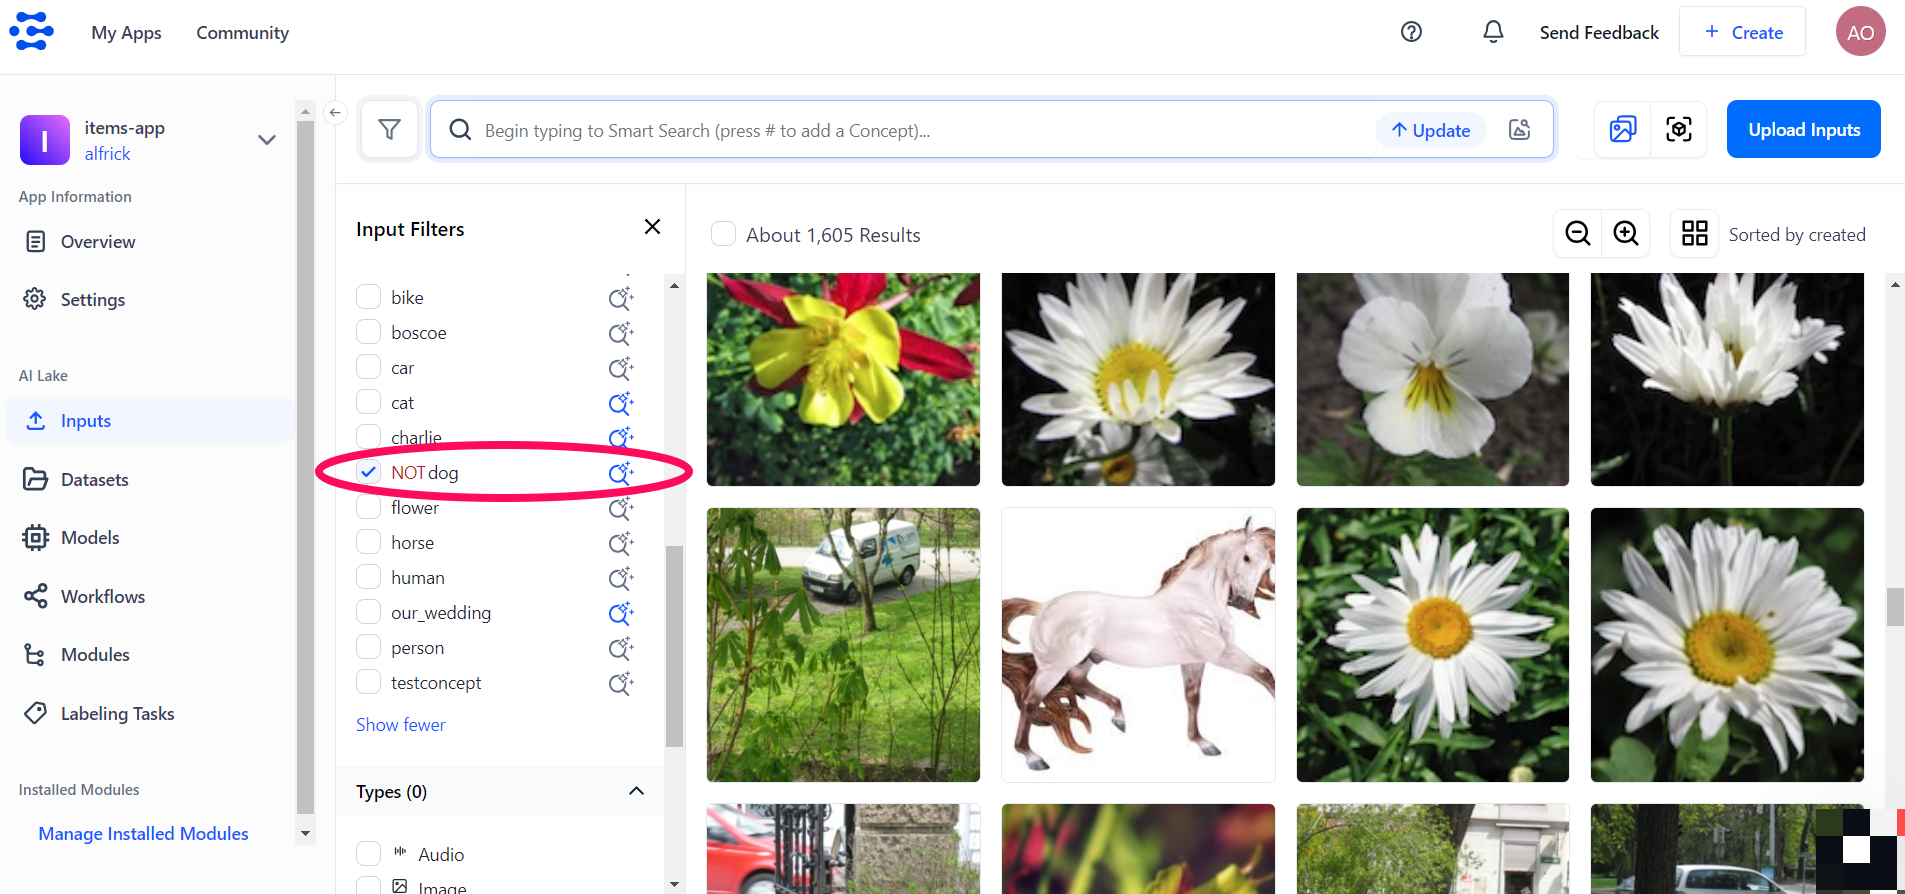 My Apps
Community
Send Feedback
+ Create
AO
I
items-app
alfrick
App Information
Overview
Settings
AI Lake
Inputs
Datasets
Models
Workflows
Modules
Labeling Tasks
Installed Modules
Manage Installed Modules
Begin typing to Smart Search (press # to add a Concept)...
Update
Upload Inputs
Input Filters
bike
boscoe
car
cat
charlie
NOT dog
flower
horse
human
our_wedding
person
testconcept
Show fewer
Types (0)
Audio
Image
About 1,605 Results
Sorted by created